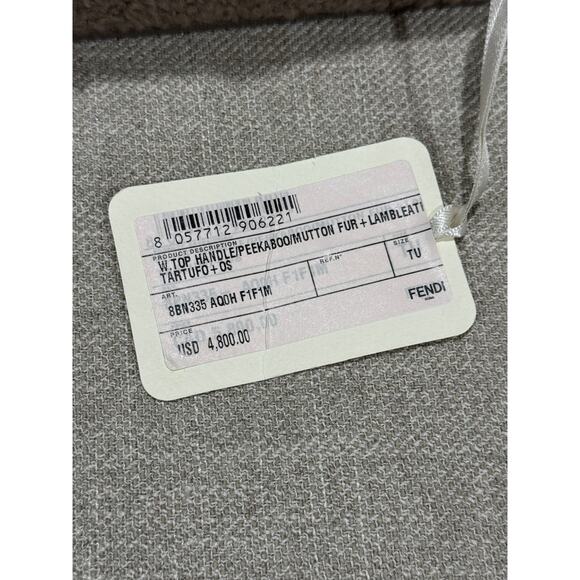 8 057712 906221
PRODUCT DESCRIPTION
W.TOP HANDLE/PEEKABOO/MUTTON FUR + LAMBLEATI
TARTUFO + OS
ART. REF.N° SIZE
8BN335 AQ0H F1F1M TU
PRICE
USD 4,800.00
FENDI
ROMA